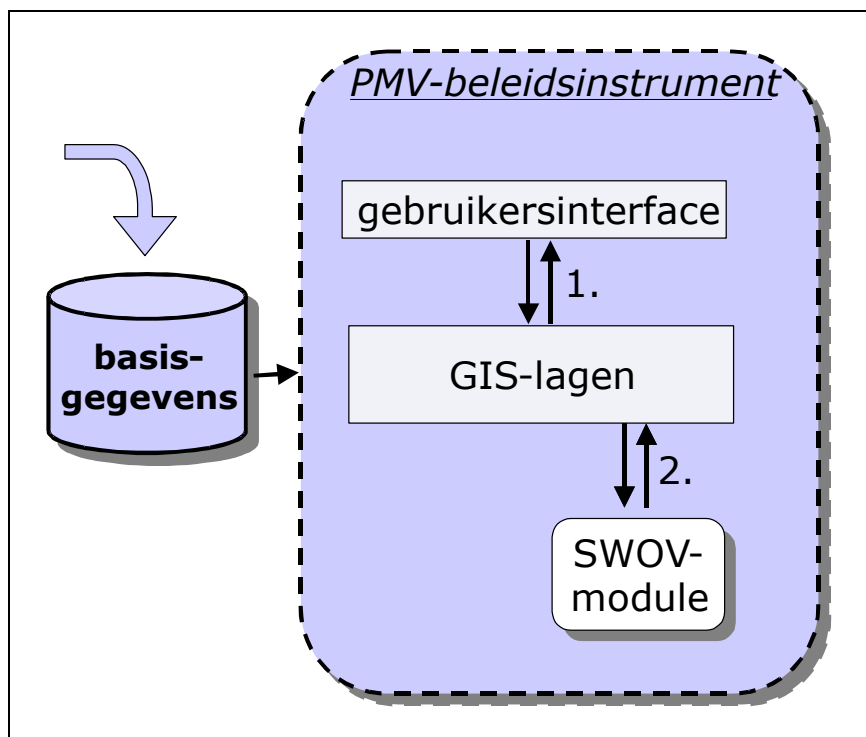 PMV-beleidsinstrument
gebruikersinterface
1.
basis-
gegevens
GIS-lagen
2.
SWOV-
module